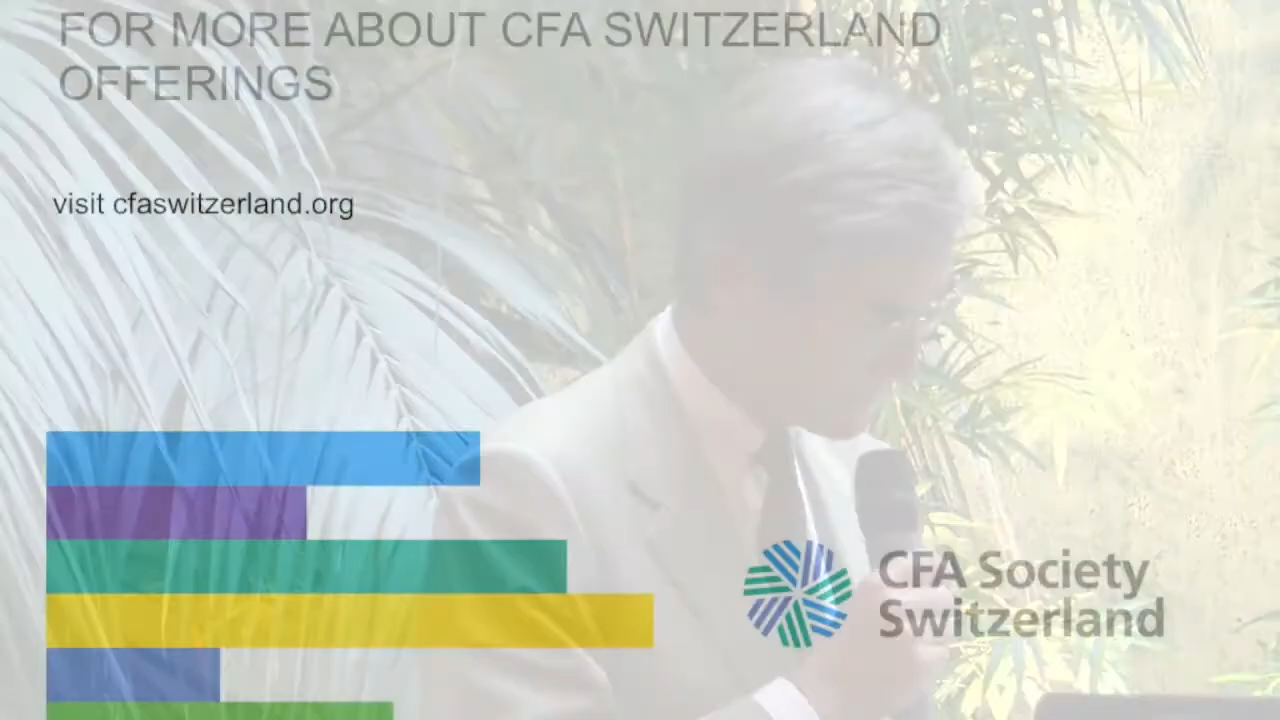 FOR MORE ABOUT CFA SWITZERLAND
OFFERINGS
visit cfaswitzerland.org
CFA Society
Switzerland